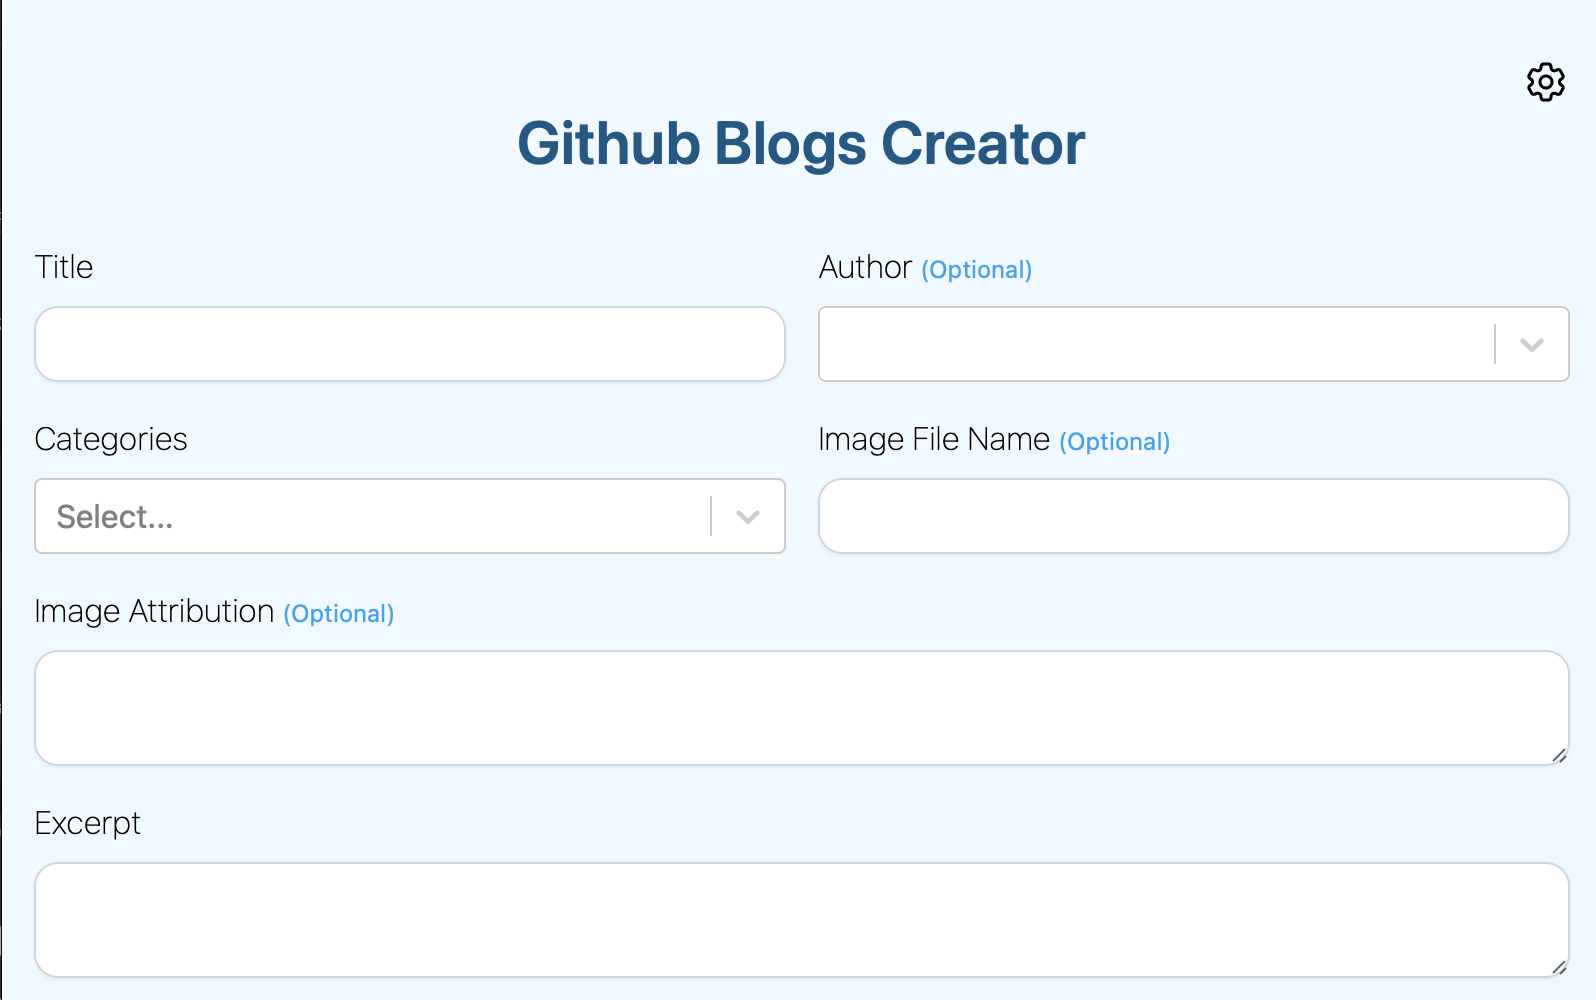 Github Blogs Creator
Title
Author (Optional)
Categories
Select...
Image File Name (Optional)
Image Attribution (Optional)
Excerpt